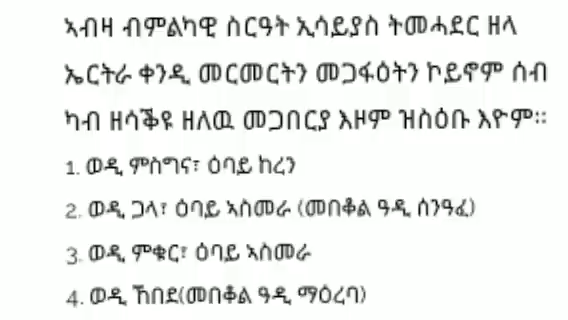 ኣብዛ ብምልካዊ ስርዓት ኢሳይያስ ትመሓደር ዘላ
ኤርትራ ቀንዲ መርመርትን መጋፋዕትን ኮይኖም ሰብ
ካብ ዘሳቕዩ ዘለዉ መጋበርያ እዞም ዝስዕቡ እዮም።
1. ወዲ ምስግና፣ ዕባይ ከረን
2. ወዲ ጋላ፣ ዕባይ ኣስመራ (መበቆል ዓዲ ሰንዓፈ)
3. ወዲ ምቁር፣ ዕባይ ኣስመራ
4. ወዲ ኸበደ(መበቆል ዓዲ ማዕረባ)